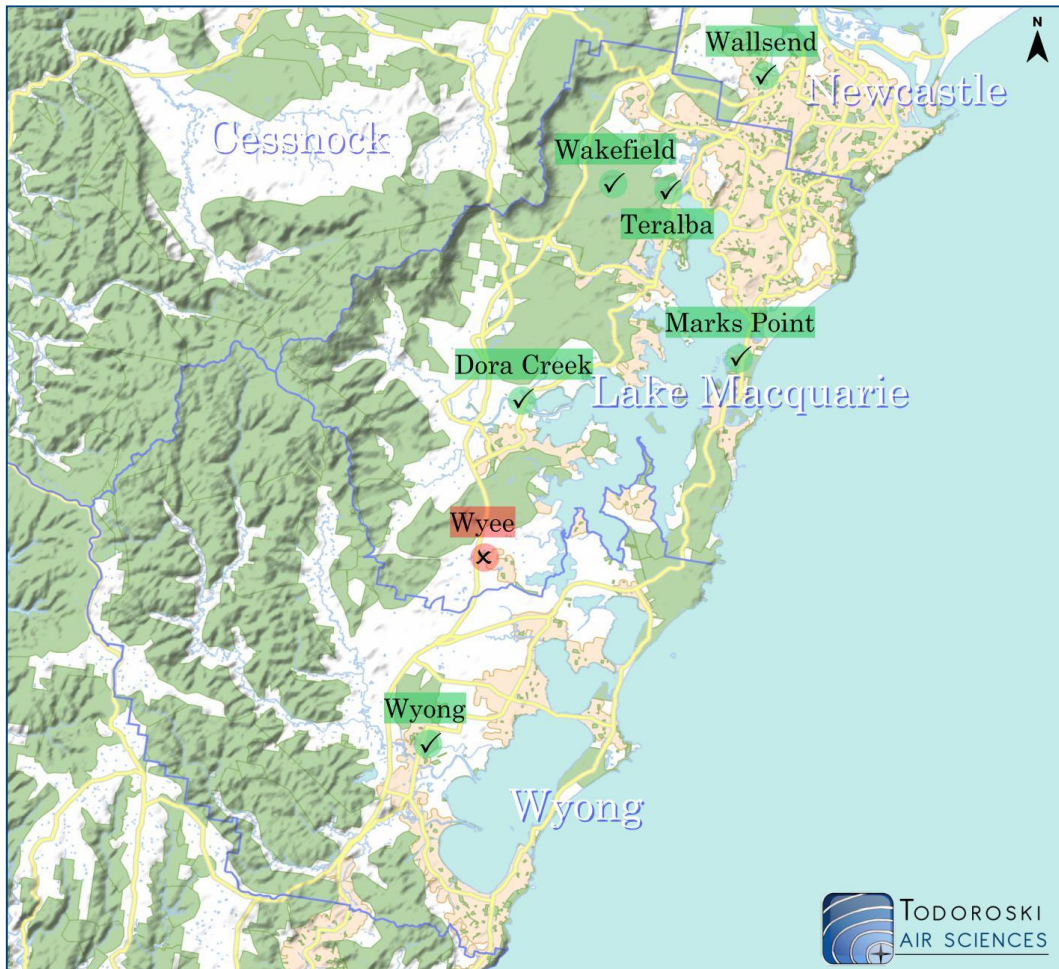 N
Wallsend
Newcastle
Cessnock
Wakefield
Teralba
Marks Point
Dora Creek
Lake Macquarie
Wyee
Wyong
Wyong
TODOROSKI
AIR SCIENCES